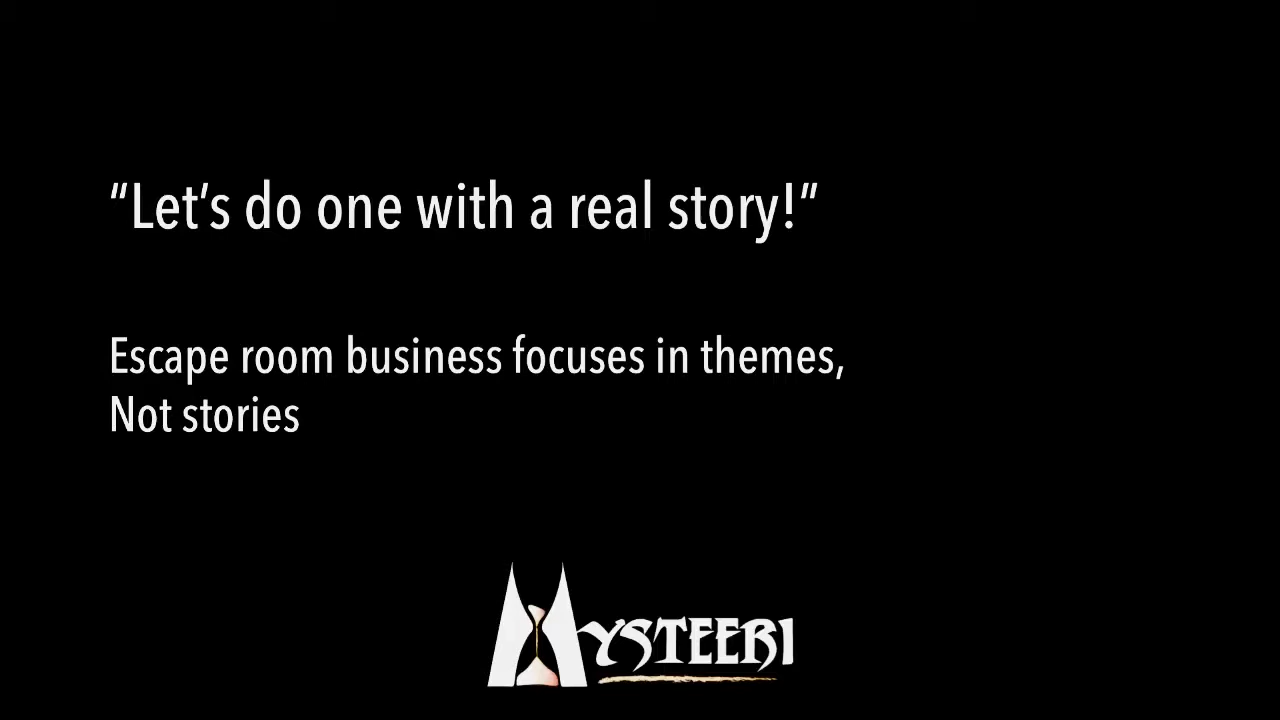 “Let’s do one with a real story!”
Escape room business focuses in themes,
Not stories
MYSTEERI